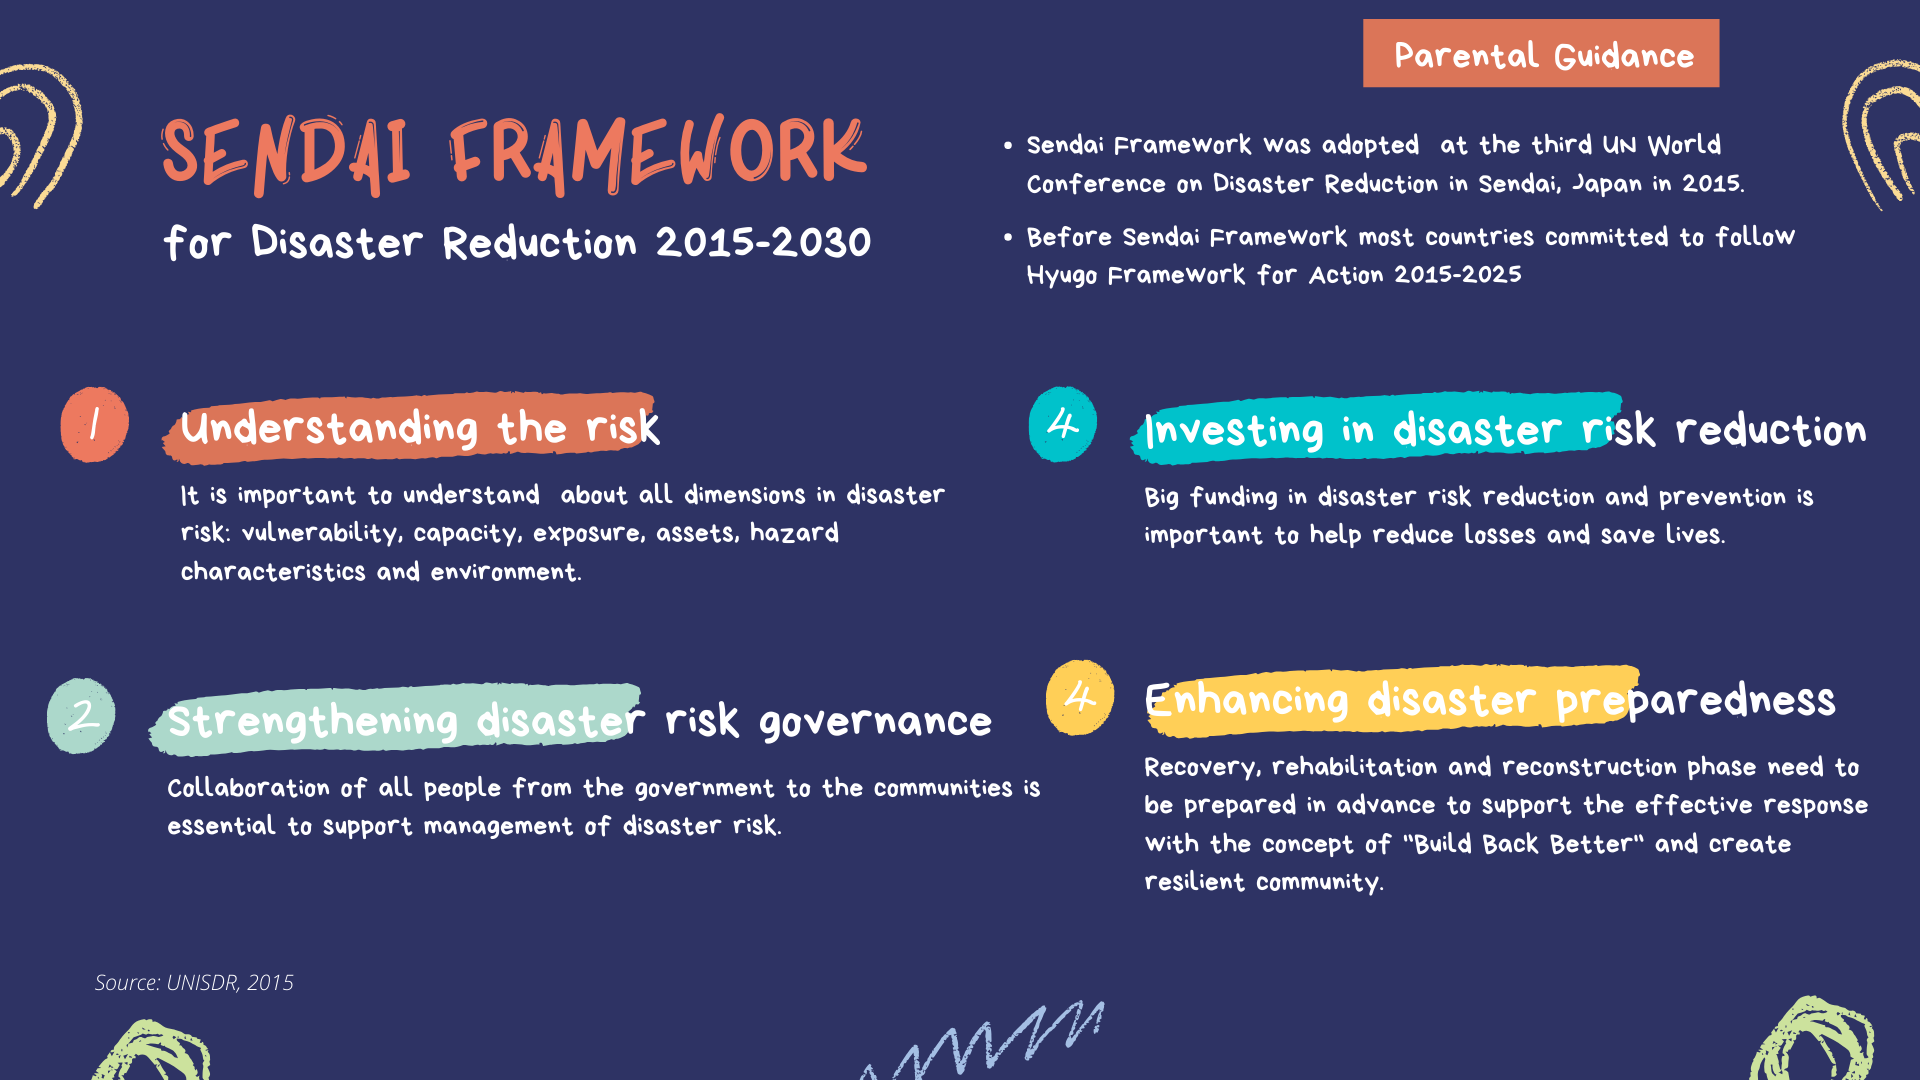 Parental Guidance
SENDAI FRAMEWORK
for Disaster Reduction 2015-2030
• Sendai Framework was adopted at the third UN World
Conference on Disaster Reduction in Sendai, Japan in 2015.
• Before Sendai Framework most countries committed to follow
Hyugo Framework for Action 2015-2025
1
Understanding the risk
It is important to understand about all dimensions in disaster
risk: vulnerability, capacity, exposure, assets, hazard
characteristics and environment.
2
Strengthening disaster risk governance
Collaboration of all people from the government to the communities is
essential to support management of disaster risk.
4
Investing in disaster risk reduction
Big funding in disaster risk reduction and prevention is
important to help reduce losses and save lives.
4
Enhancing disaster preparedness
Recovery, rehabilitation and reconstruction phase need to
be prepared in advance to support the effective response
with the concept of "Build Back Better" and create
resilient community.
Source: UNISDR, 2015